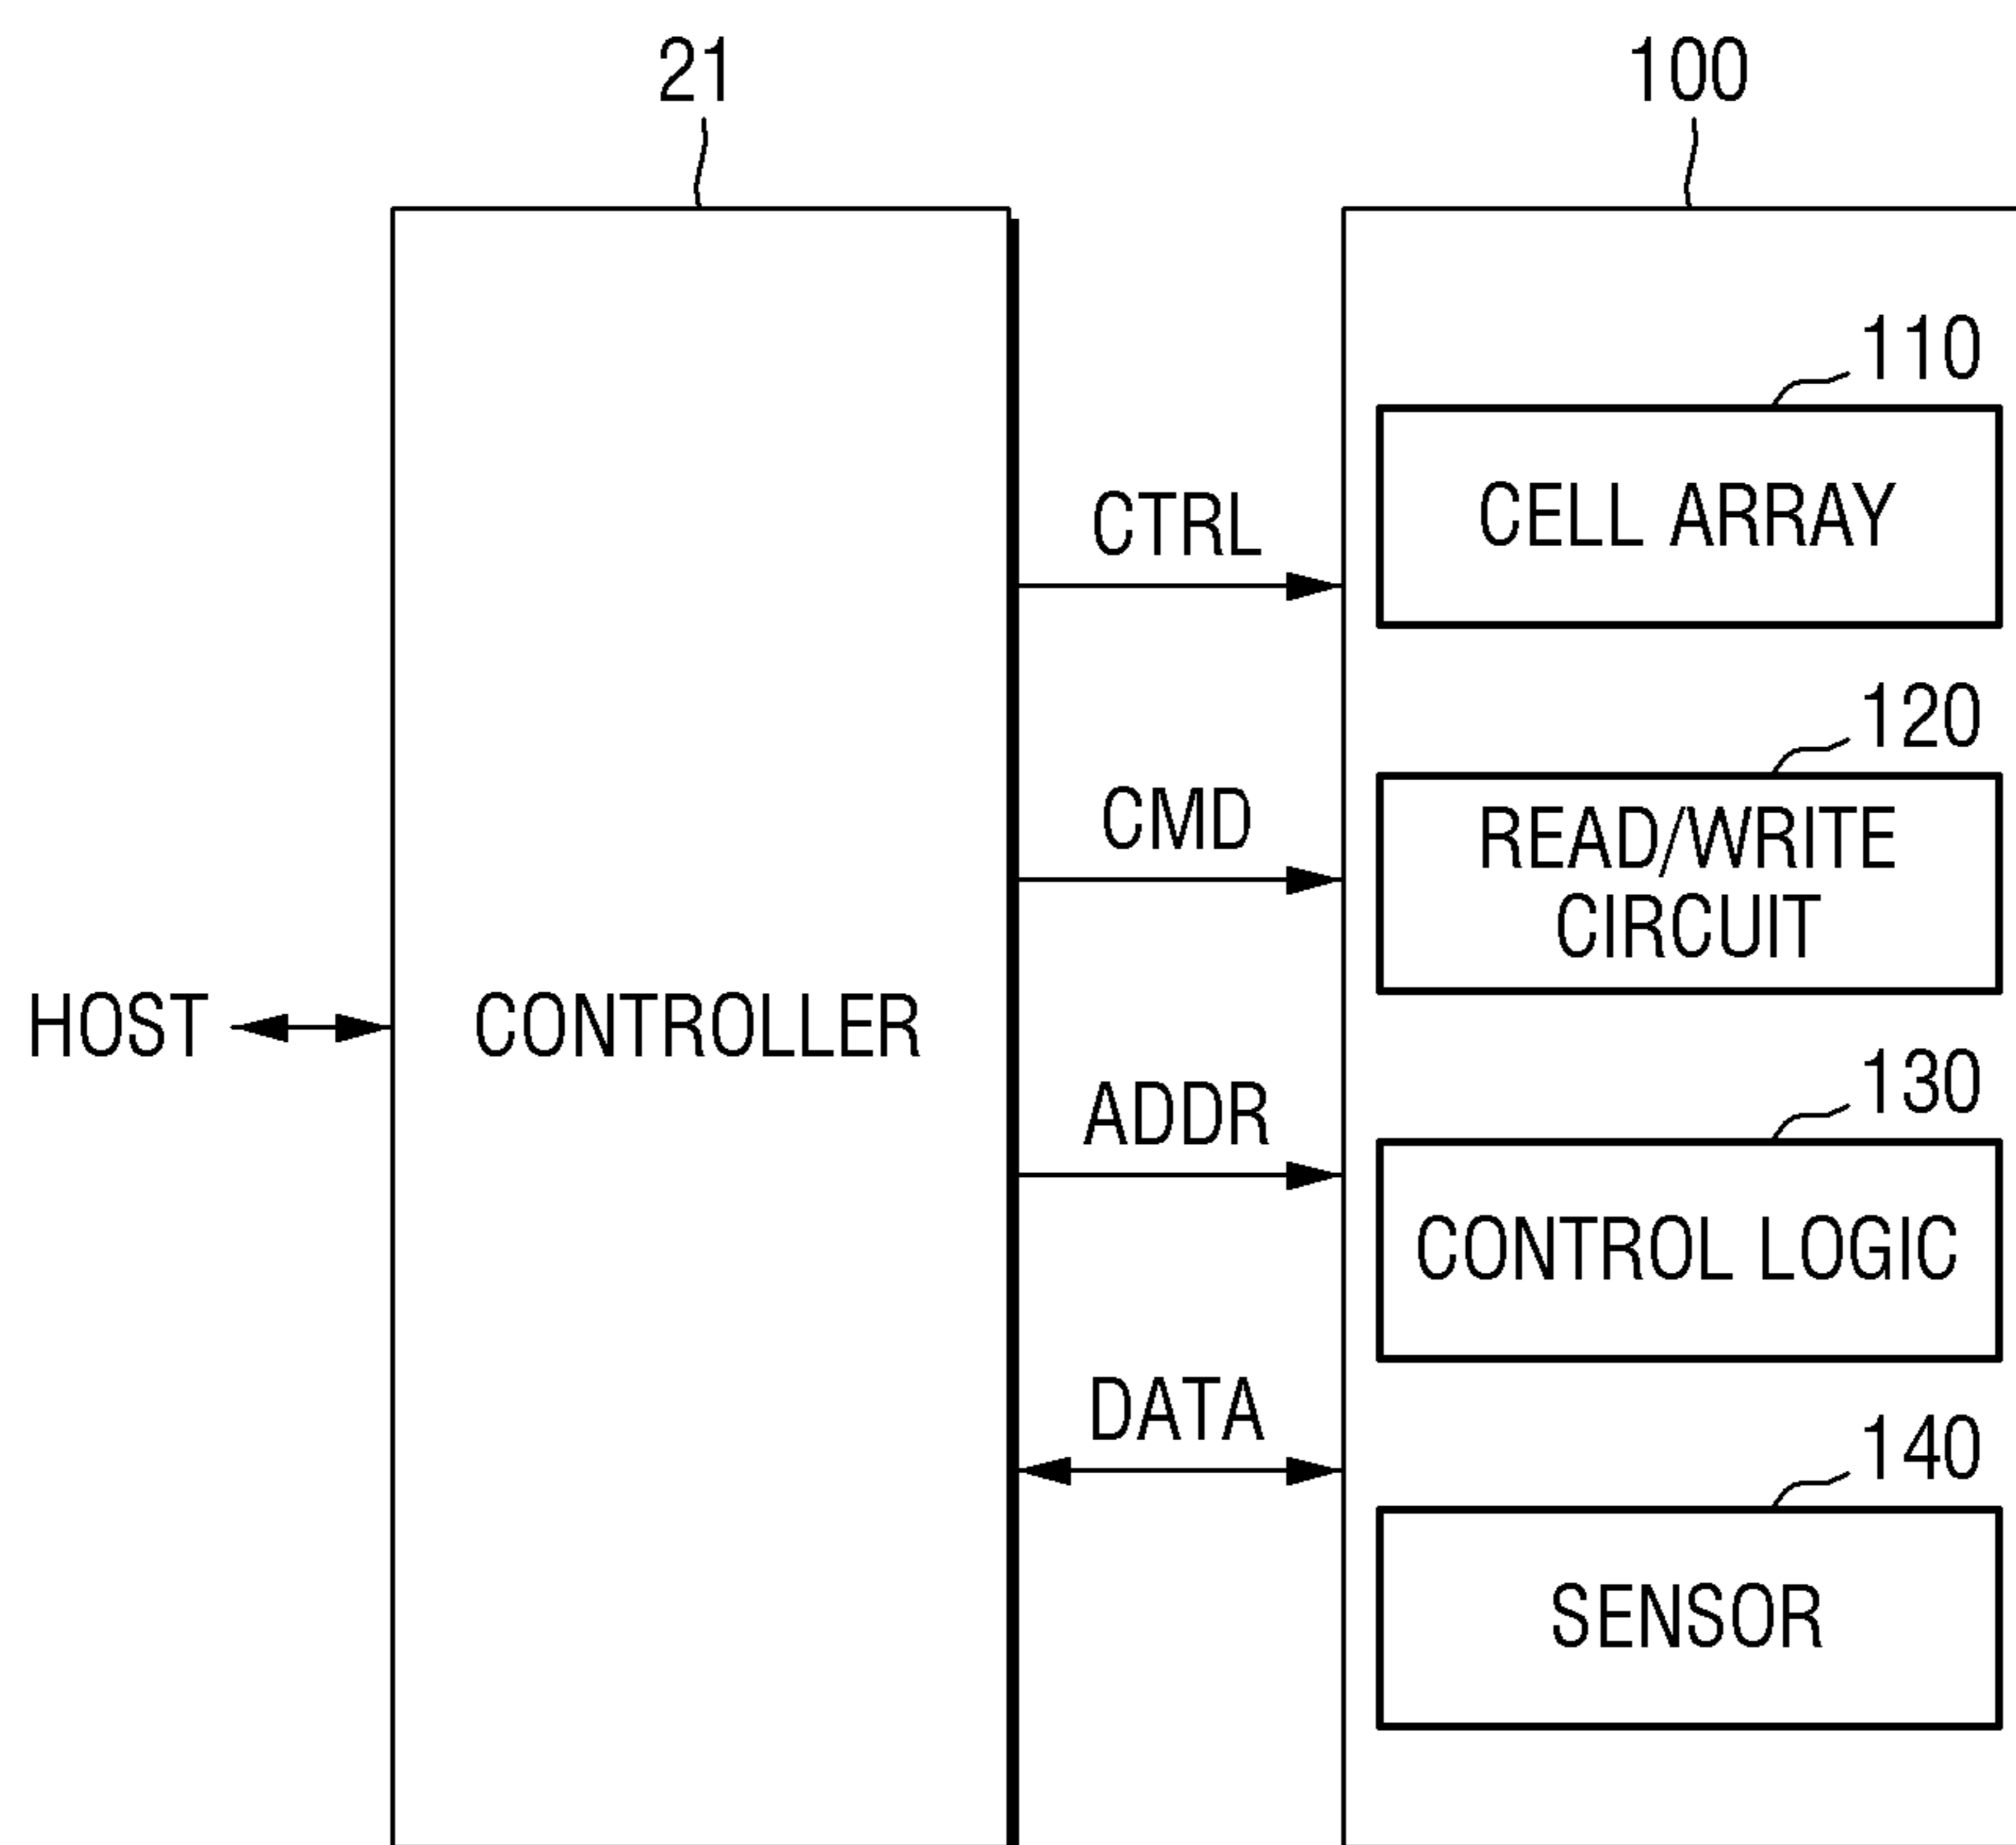 21
100
110
CELL ARRAY
CTRL
120
CMD
READ/WRITE
CIRCUIT
HOST
CONTROLLER
130
ADDR
CONTROL LOGIC
DATA
140
SENSOR